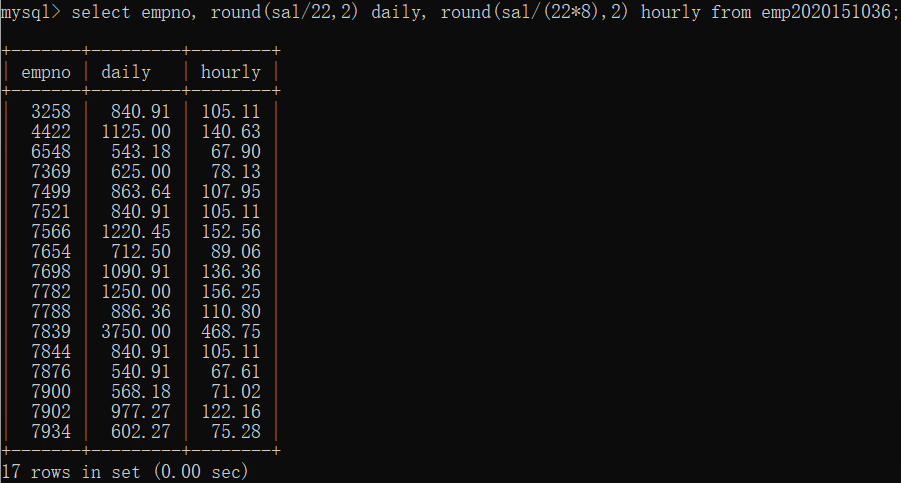 mysql> select empno, round(sal/22,2) daily, round(sal/(22*8),2) hourly from emp2020151036;
+-------+---------+--------+
| empno | daily   | hourly |
+-------+---------+--------+
|  3258 |  840.91 | 105.11 |
|  4422 | 1125.00 | 140.63 |
|  6548 |  543.18 |  67.90 |
|  7369 |  625.00 |  78.13 |
|  7499 |  863.64 | 107.95 |
|  7521 |  840.91 | 105.11 |
|  7566 | 1220.45 | 152.56 |
|  7654 |  712.50 |  89.06 |
|  7698 | 1090.91 | 136.36 |
|  7782 | 1250.00 | 156.25 |
|  7788 |  886.36 | 110.80 |
|  7839 | 3750.00 | 468.75 |
|  7844 |  840.91 | 105.11 |
|  7876 |  540.91 |  67.61 |
|  7900 |  568.18 |  71.02 |
|  7902 |  977.27 | 122.16 |
|  7934 |  602.27 |  75.28 |
+-------+---------+--------+
17 rows in set (0.00 sec)